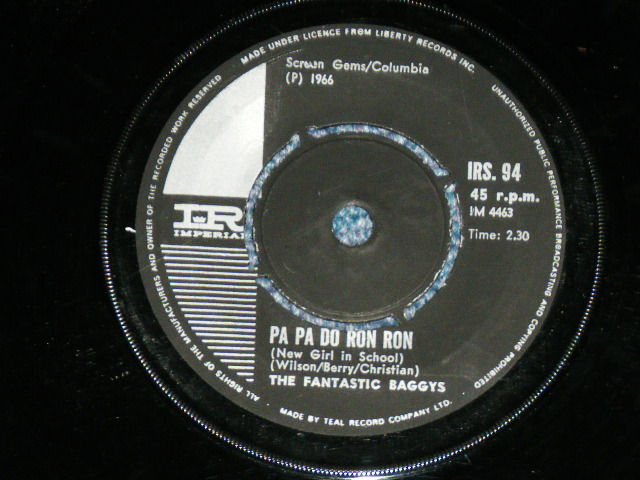 MADE UNDER LICENCE FROM LIBERTY RECORDS INC.
UNAUTHORIZED PUBLIC PERFORMANCE BROADCASTING AND COPYING PROHIBITED
ALL RIGHTS OF THE MANUFACTURERS AND OWNER OF THE RECORDED WORK RESERVED
Screen Gems/Columbia
(P) 1966
IRS. 94
45 r.p.m.
IM 4463
Time: 2.30
IR
IMPERIAL
PA PA DO RON RON
(New Girl in School)
(Wilson/Berry/Christian)
THE FANTASTIC BAGGYS
MADE BY TEAL RECORD COMPANY LTD.